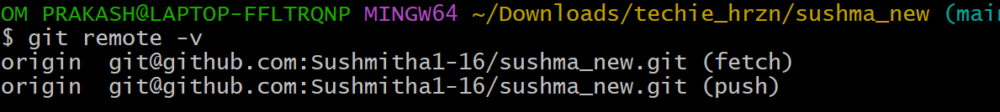 OM PRAKASH@LAPTOP-FFLTRQNP MINGW64 ~/Downloads/techie_hrzn/sushma_new (mai
$ git remote -v
origin  git@github.com:Sushmitha1-16/sushma_new.git (fetch)
origin  git@github.com:Sushmitha1-16/sushma_new.git (push)